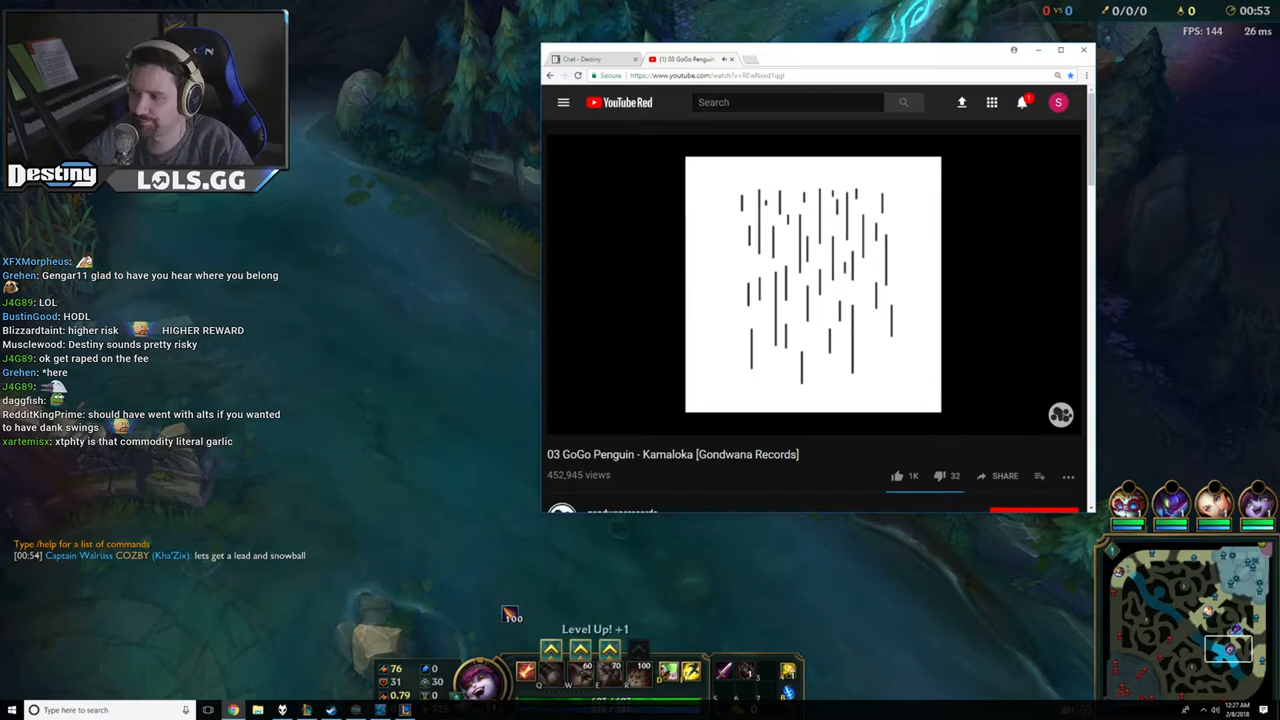 0 vs 0
0/0/0
0
00:53
FPS: 144
26 ms
Chat - Destiny
(1) 03 GoGo Penguin
Secure
YouTube Red
Search
1
S
Destiny
LOLS.GG
XFXMorpheus:
Grehen: Gengar11 glad to have you hear where you belong
J4G89: LOL
BustinGood: HODL
Blizzardtaint: higher risk HIGHER REWARD
Musclewood: Destiny sounds pretty risky
J4G89: ok get raped on the fee
Grehen: *here
J4G89:
daggfish:
RedditKingPrime: should have went with alts if you wanted
to have dank swings
xartemisx: xtphty is that commodity literal garlic
03 GoGo Penguin - Kamaloka [Gondwana Records]
452,945 views
1K
32
SHARE
Type /help for a list of commands
[00:54] Captain Walruss COZBY (Kha'Zix): lets get a lead and snowball
100
Level Up! +1
76
0
31
30
0.79
0
60
70
100
Q
W
E
R
D
Type here to search
12:27 AM
2/8/2018